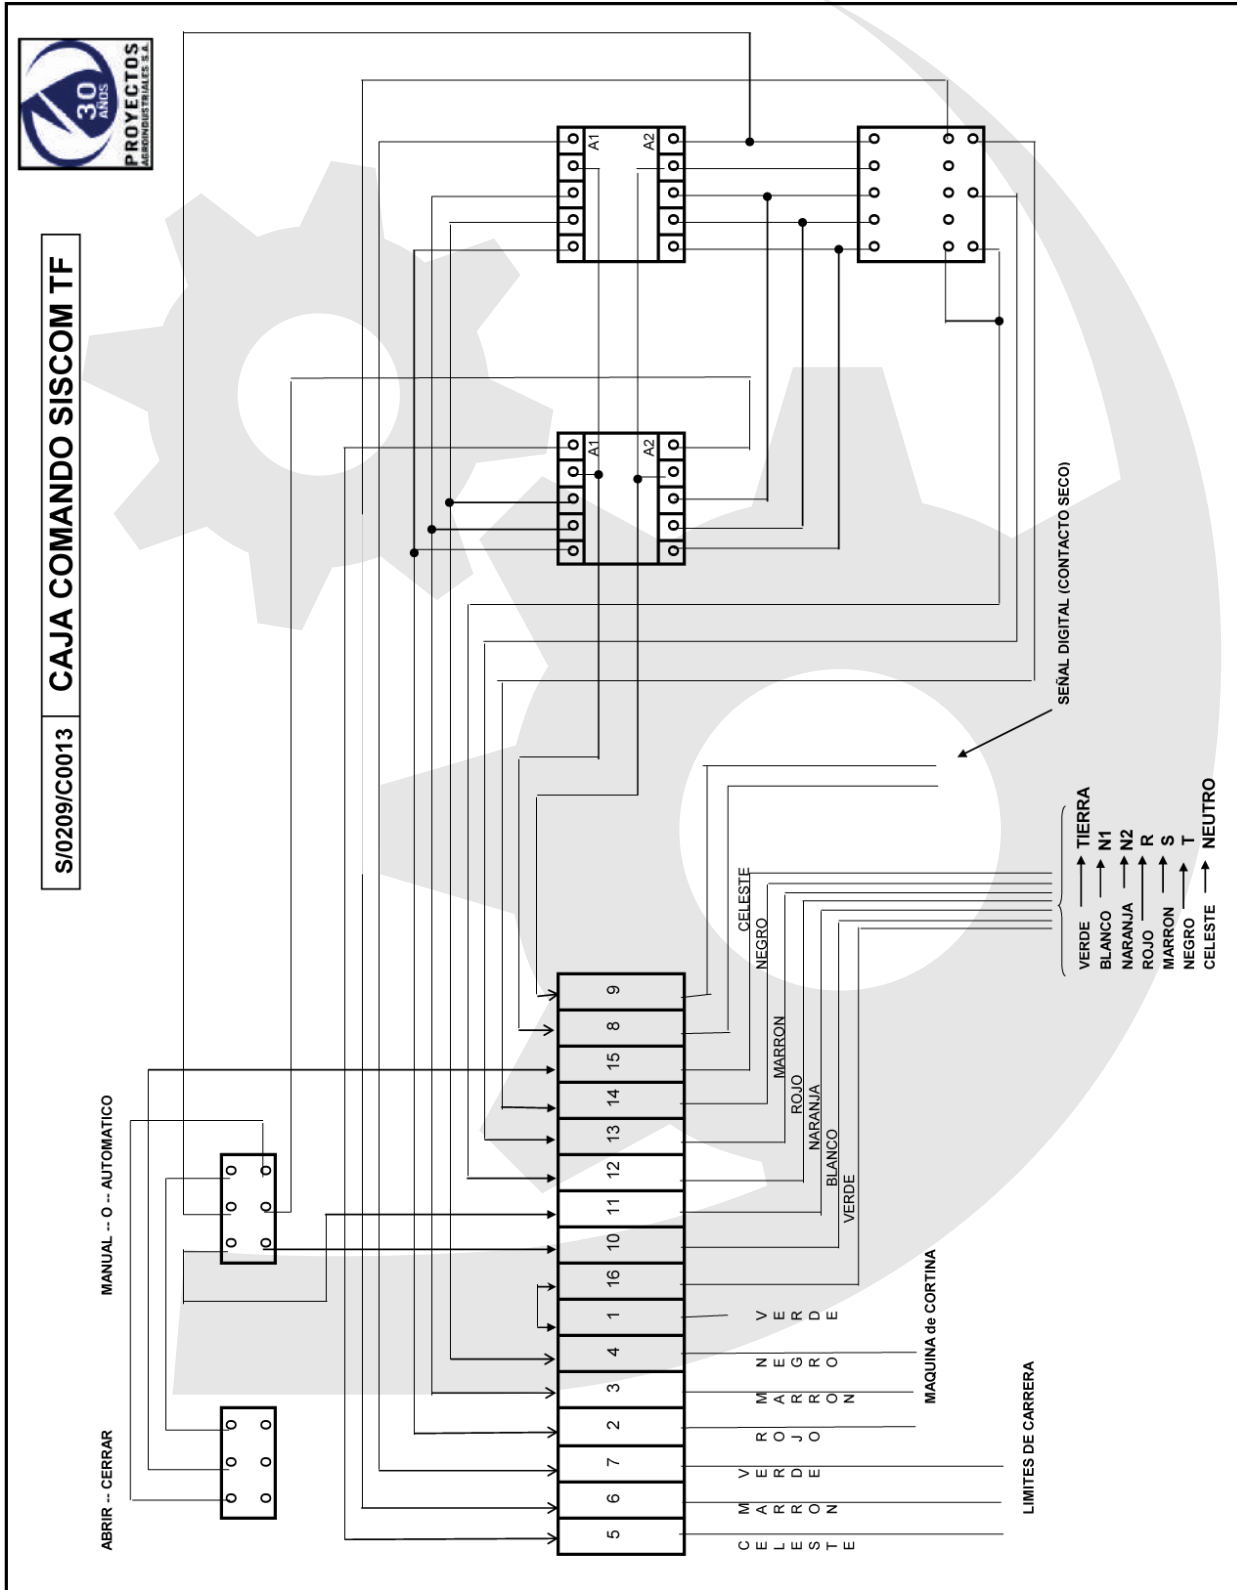 30
AÑOS
PROYECTOS
AGROINDUSTRIALES S.A.
S/0209/C0013 CAJA COMANDO SISCOM TF
A1
A2
A1
A2
MANUAL -- O -- AUTOMATICO
ABRIR -- CERRAR
5 6 7 2 3 4 1 16 10 11 12 13 14 15 8 9
CELESTE
MARRON
VERDE
ROJO
MARRON
NEGRO
VERDE
LIMITES DE CARRERA
MAQUINA de CORTINA
VERDE
BLANCO
NARANJA
ROJO
MARRON
NEGRO
CELESTE
SEÑAL DIGITAL (CONTACTO SECO)
VERDE TIERRA
BLANCO N1
NARANJA N2
ROJO R
MARRON S
NEGRO T
CELESTE NEUTRO